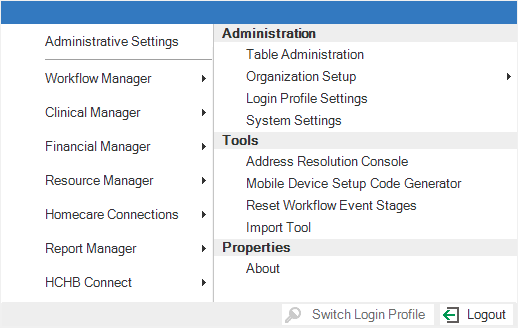 Administrative Settings
Workflow Manager
Clinical Manager
Financial Manager
Resource Manager
Homecare Connections
Report Manager
HCHB Connect
Administration
Table Administration
Organization Setup
Login Profile Settings
System Settings
Tools
Address Resolution Console
Mobile Device Setup Code Generator
Reset Workflow Event Stages
Import Tool
Properties
About
Switch Login Profile
Logout